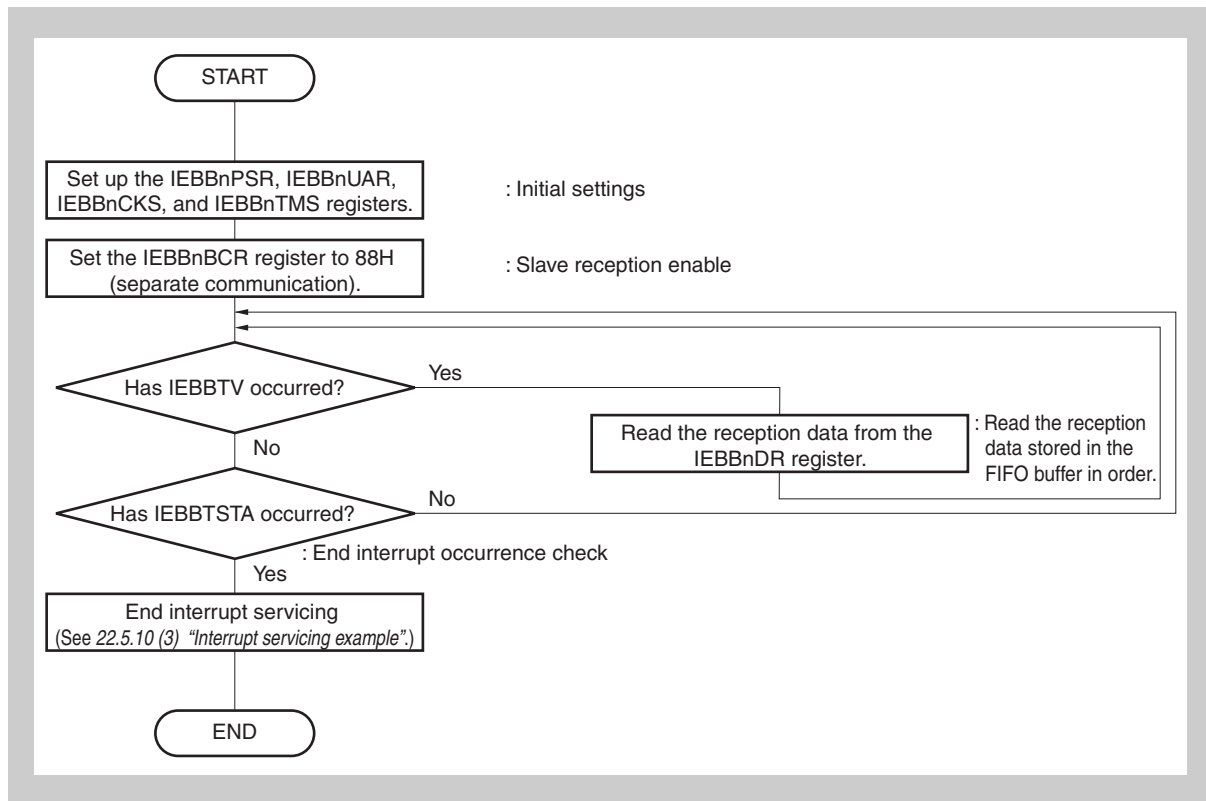 START
Set up the IEBBnPSR, IEBBnUAR,
IEBBnCKS, and IEBBnTMS registers.
: Initial settings
Set the IEBBnBCR register to 88H
(separate communication).
: Slave reception enable
Has IEBBTV occurred?
Yes
No
Read the reception data from the
IEBBnDR register.
: Read the reception
data stored in the
FIFO buffer in order.
Has IEBBTSTA occurred?
No
: End interrupt occurrence check
Yes
End interrupt servicing
(See 22.5.10 (3) “Interrupt servicing example”.)
END